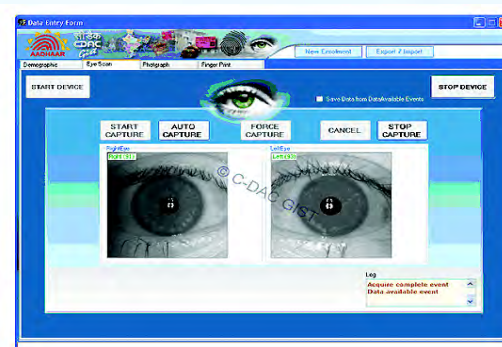 Data Entry Form
AADHAAR
सी डैक
CDAC
GIST
New Enrolment
Export / Import
Demographic
Eye Scan
Photograph
Finger Print
START DEVICE
STOP DEVICE
Save Data from DataAvailable Events
START CAPTURE
AUTO CAPTURE
FORCE CAPTURE
CANCEL
STOP CAPTURE
RightEye
LeftEye
Left (93)
© C-DAC GIST
Log
Acquire complete event
Data available event